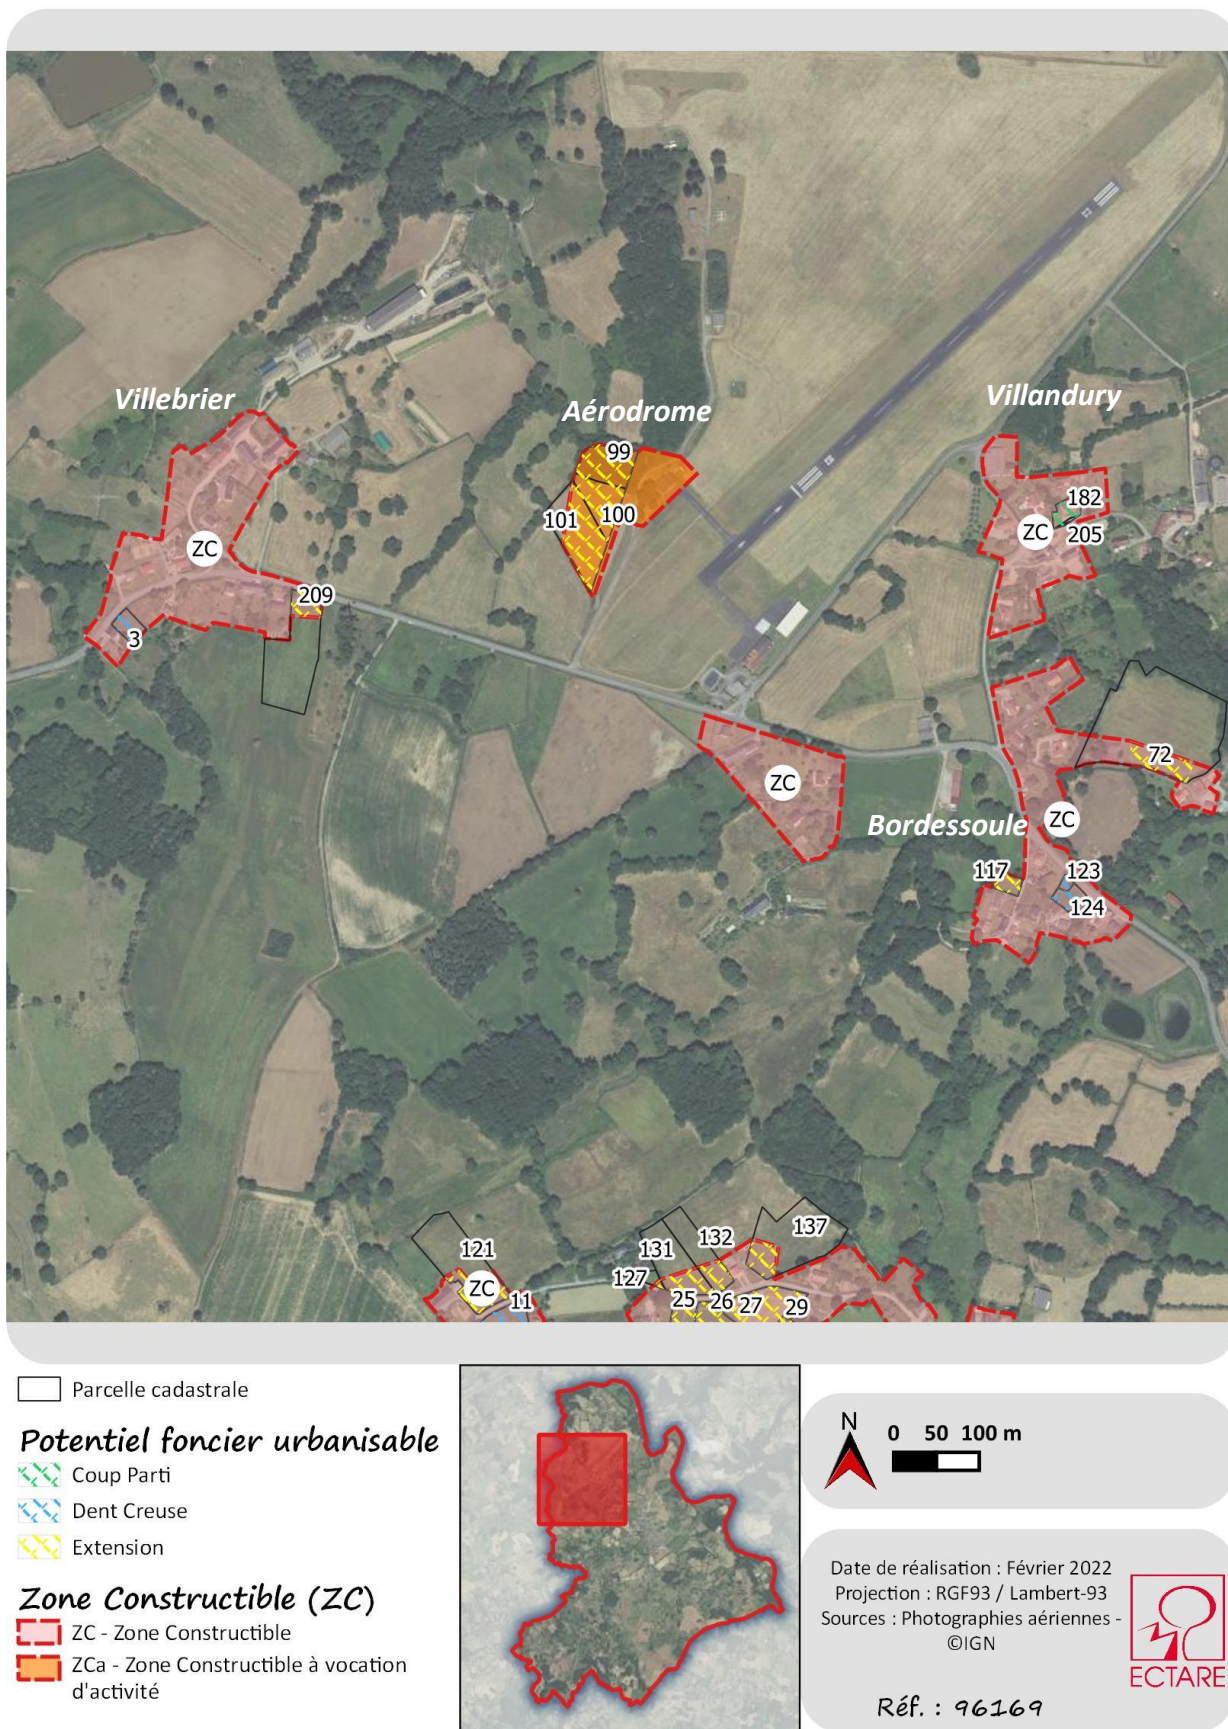 Villebrier
Aérodrome
Villandury
99
182
101
100
ZC
205
ZC
209
3
72
ZC
Bordessoule
ZC
117
123
124
137
132
131
121
127
ZC
11
25
26
27
29
Parcelle cadastrale
Potentiel foncier urbanisable
Coup Parti
Dent Creuse
Extension
Zone Constructible (ZC)
ZC - Zone Constructible
ZCa - Zone Constructible à vocation
d'activité
N
0 50 100 m
Date de réalisation : Février 2022
Projection : RGF93 / Lambert-93
Sources : Photographies aériennes -
©IGN
ECTARE
Réf. : 96169